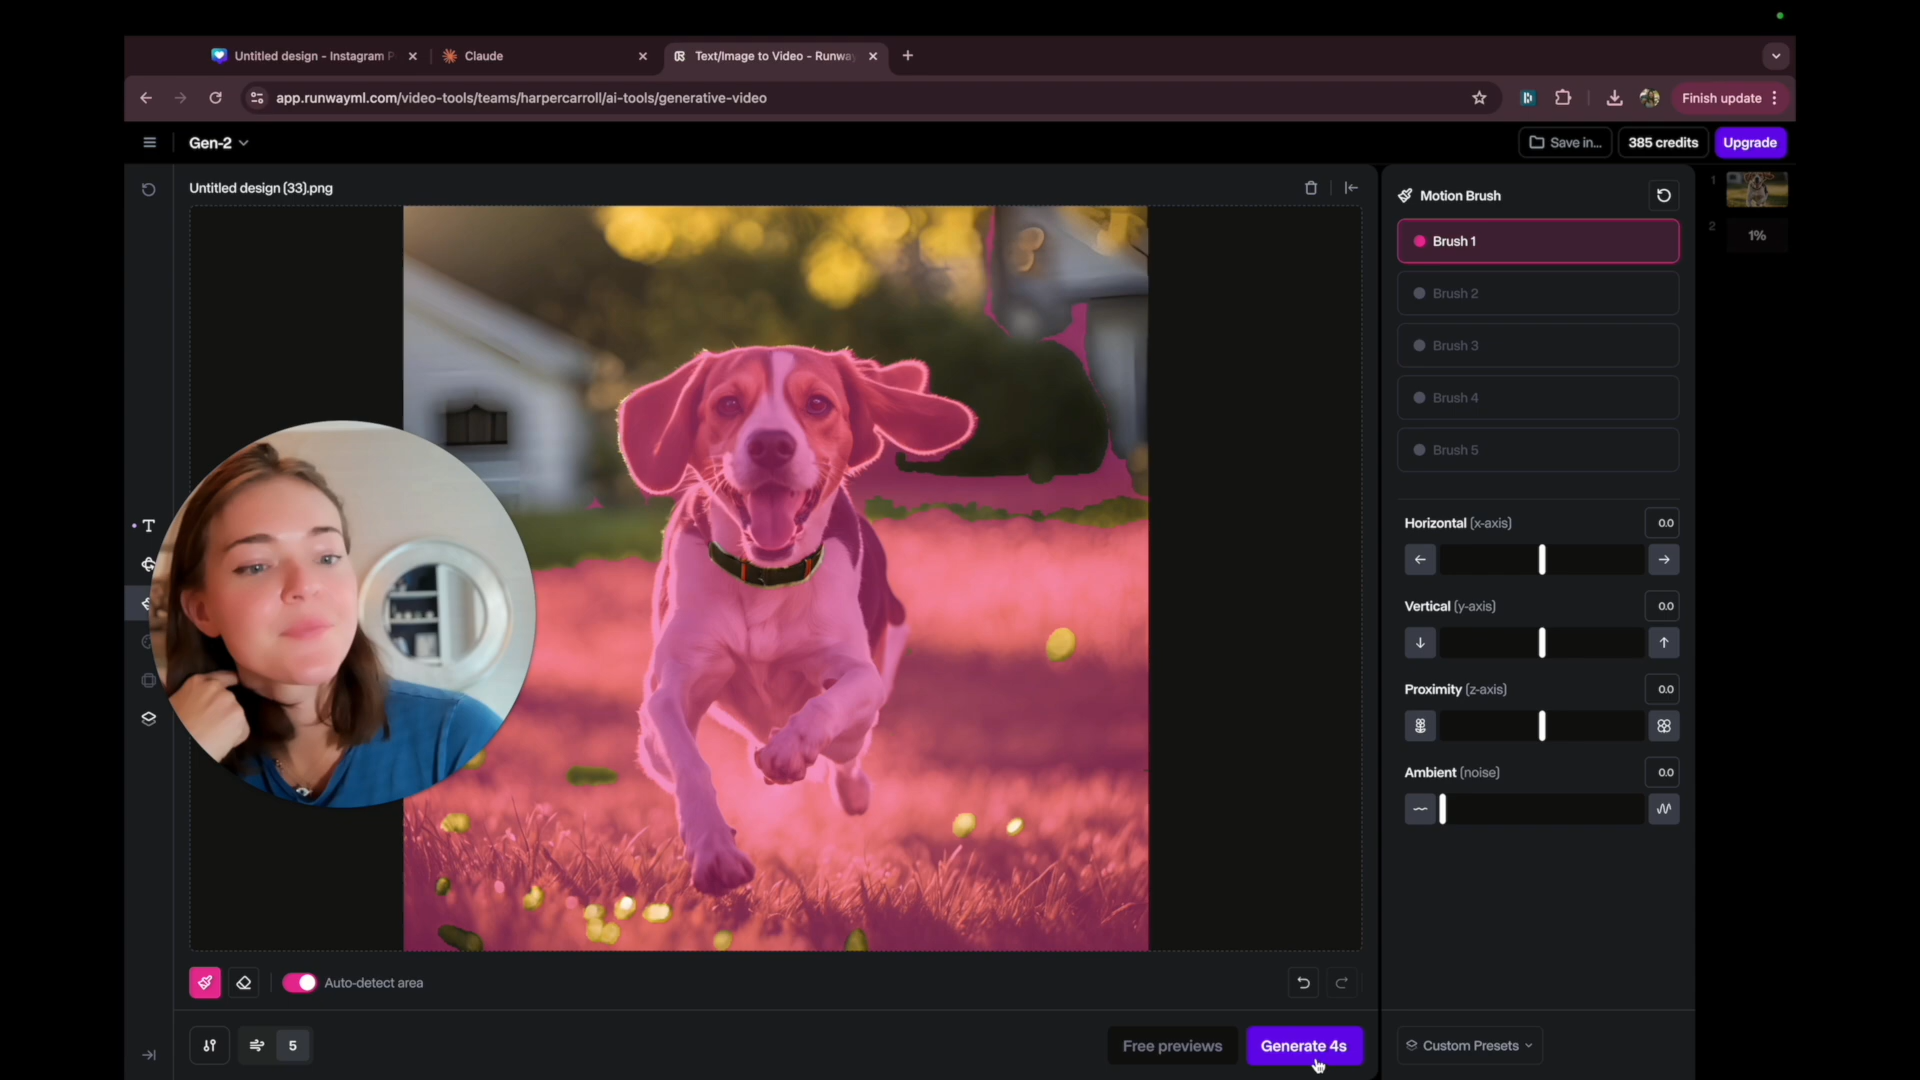 Untitled design - Instagram P
Claude
Text/Image to Video - Runway
app.runwayml.com/video-tools/teams/harpercarroll/ai-tools/generative-video
Finish update
Gen-2
Save in...
385 credits
Upgrade
Untitled design (33).png
Motion Brush
1
Brush 1
2
1%
Brush 2
Brush 3
Brush 4
Brush 5
Horizontal (x-axis)
0.0
T
Vertical (y-axis)
0.0
Proximity (z-axis)
0.0
Ambient (noise)
0.0
Auto-detect area
5
Free previews
Generate 4s
Custom Presets